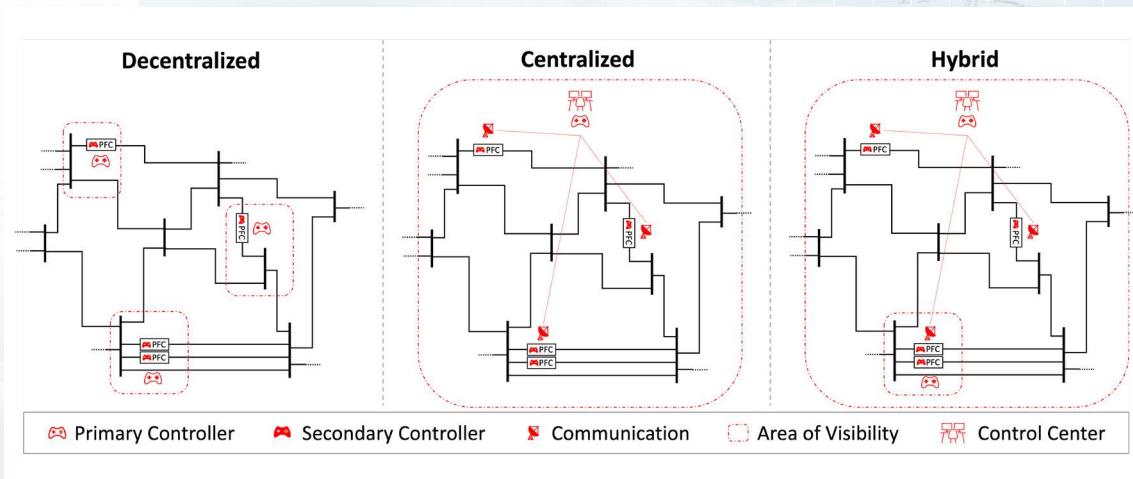 Decentralized
Centralized
Hybrid
PFC
PFC
PFC
PFC
PFC
PFC
PFC
PFC
PFC
PFC
PFC
PFC
Primary Controller
Secondary Controller
Communication
Area of Visibility
Control Center